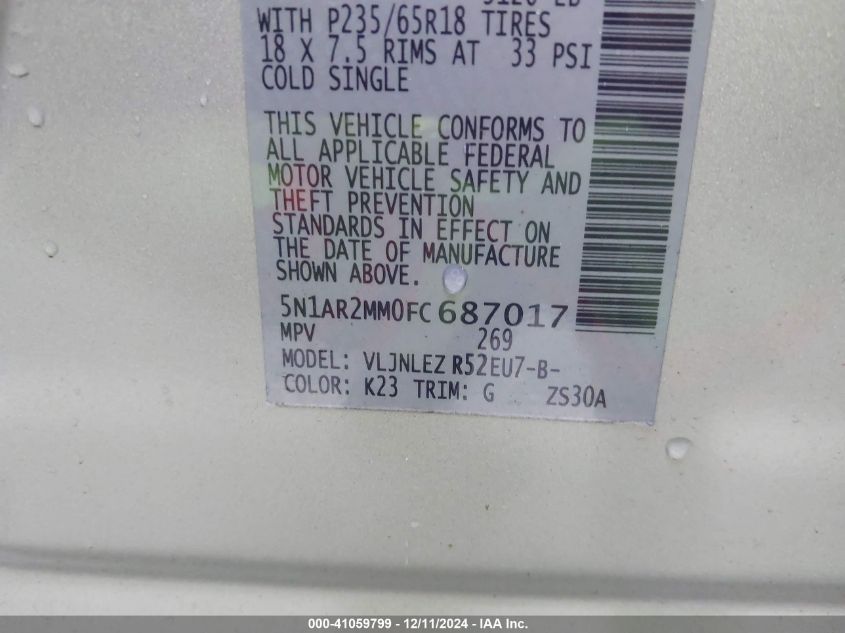 WITH P235/65R18 TIRES
18 X 7.5 RIMS AT 33 PSI
COLD SINGLE
THIS VEHICLE CONFORMS TO
ALL APPLICABLE FEDERAL
MOTOR VEHICLE SAFETY AND
THEFT PREVENTION
STANDARDS IN EFFECT ON
THE DATE OF MANUFACTURE
SHOWN ABOVE.
5N1AR2MM0FC687017
MPV 269
MODEL: VLJNLEZ R52EU7-B-
COLOR: K23 TRIM: G ZS30A
000-41059799 - 12/11/2024 - IAA Inc.